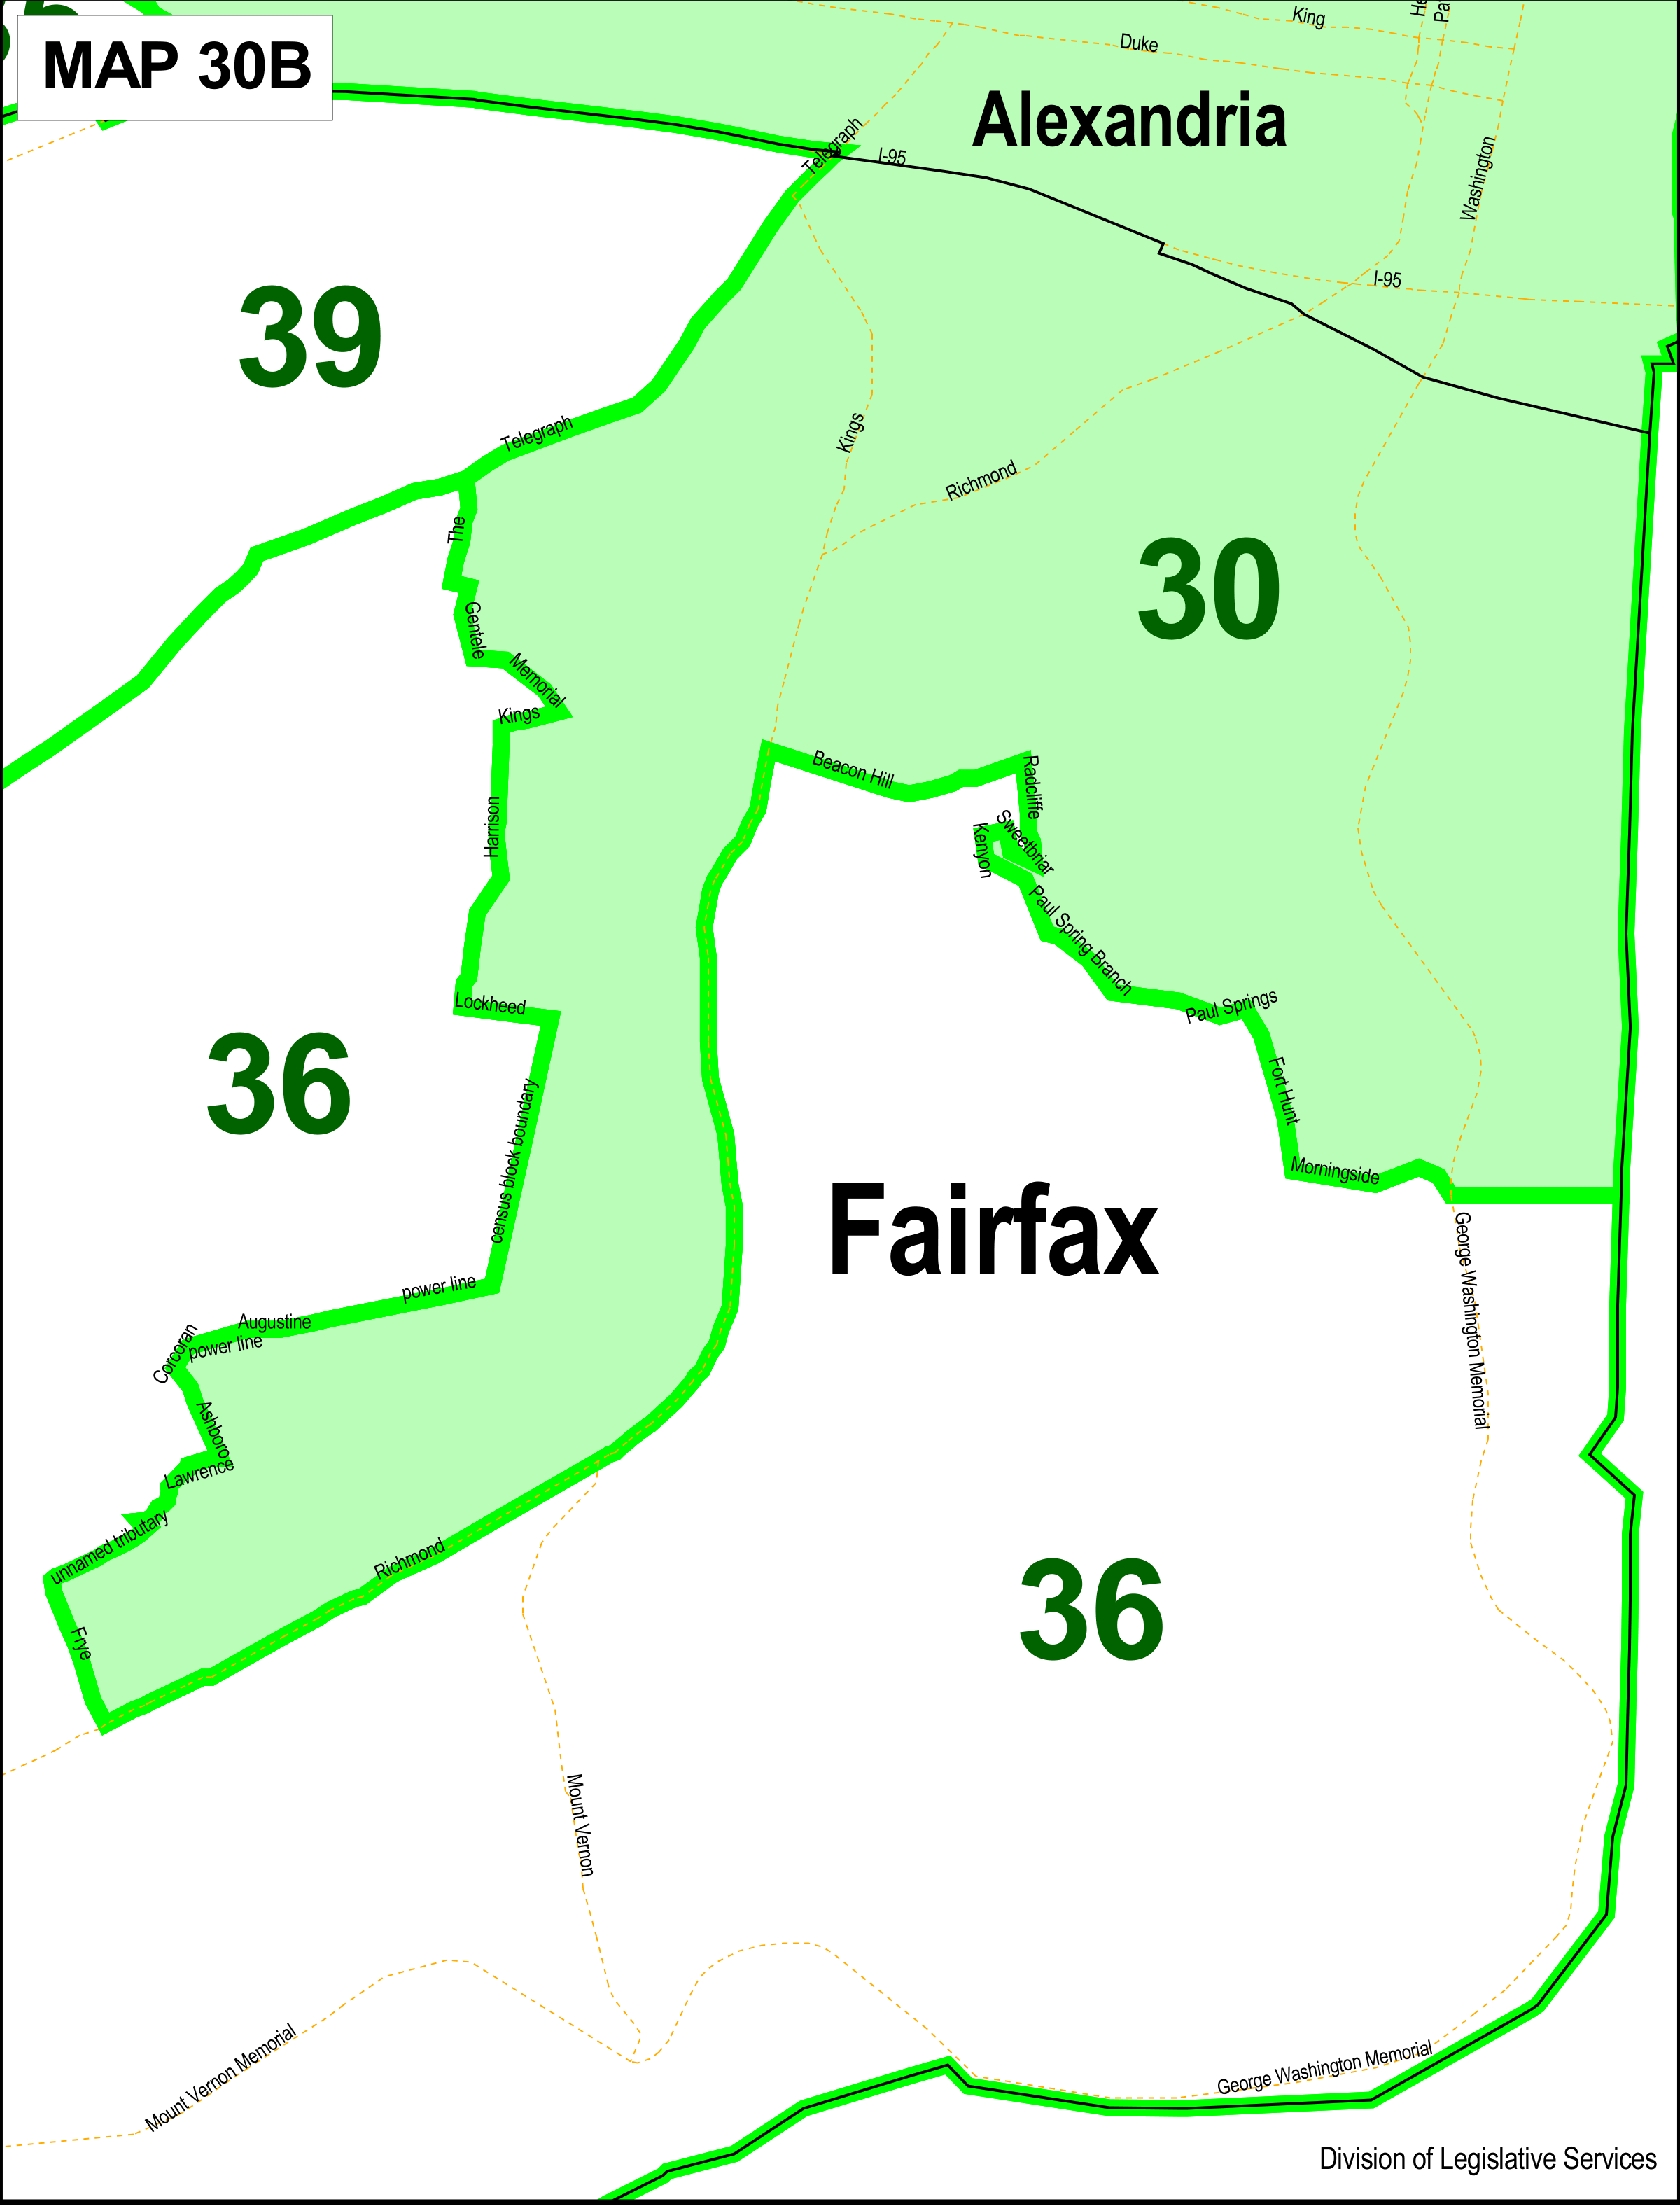 King
He
Pat
Duke
MAP 30B
Alexandria
Telegraph
I-95
Washington
I-95
39
Telegraph
Kings
Richmond
The
30
Gentele
Memorial
Kings
Beacon Hill
Radcliffe
Harrison
Kenyon
Sweetbriar
Paul Spring Branch
Lockheed
Paul Springs
36
Fort Hunt
census block boundary
Morningside
Fairfax
George Washington Memorial
power line
Augustine
power line
Corcoran
Ashboro
Lawrence
unnamed tributary
Richmond
Frye
36
Mount Vernon
Mount Vernon Memorial
George Washington Memorial
Division of Legislative Services